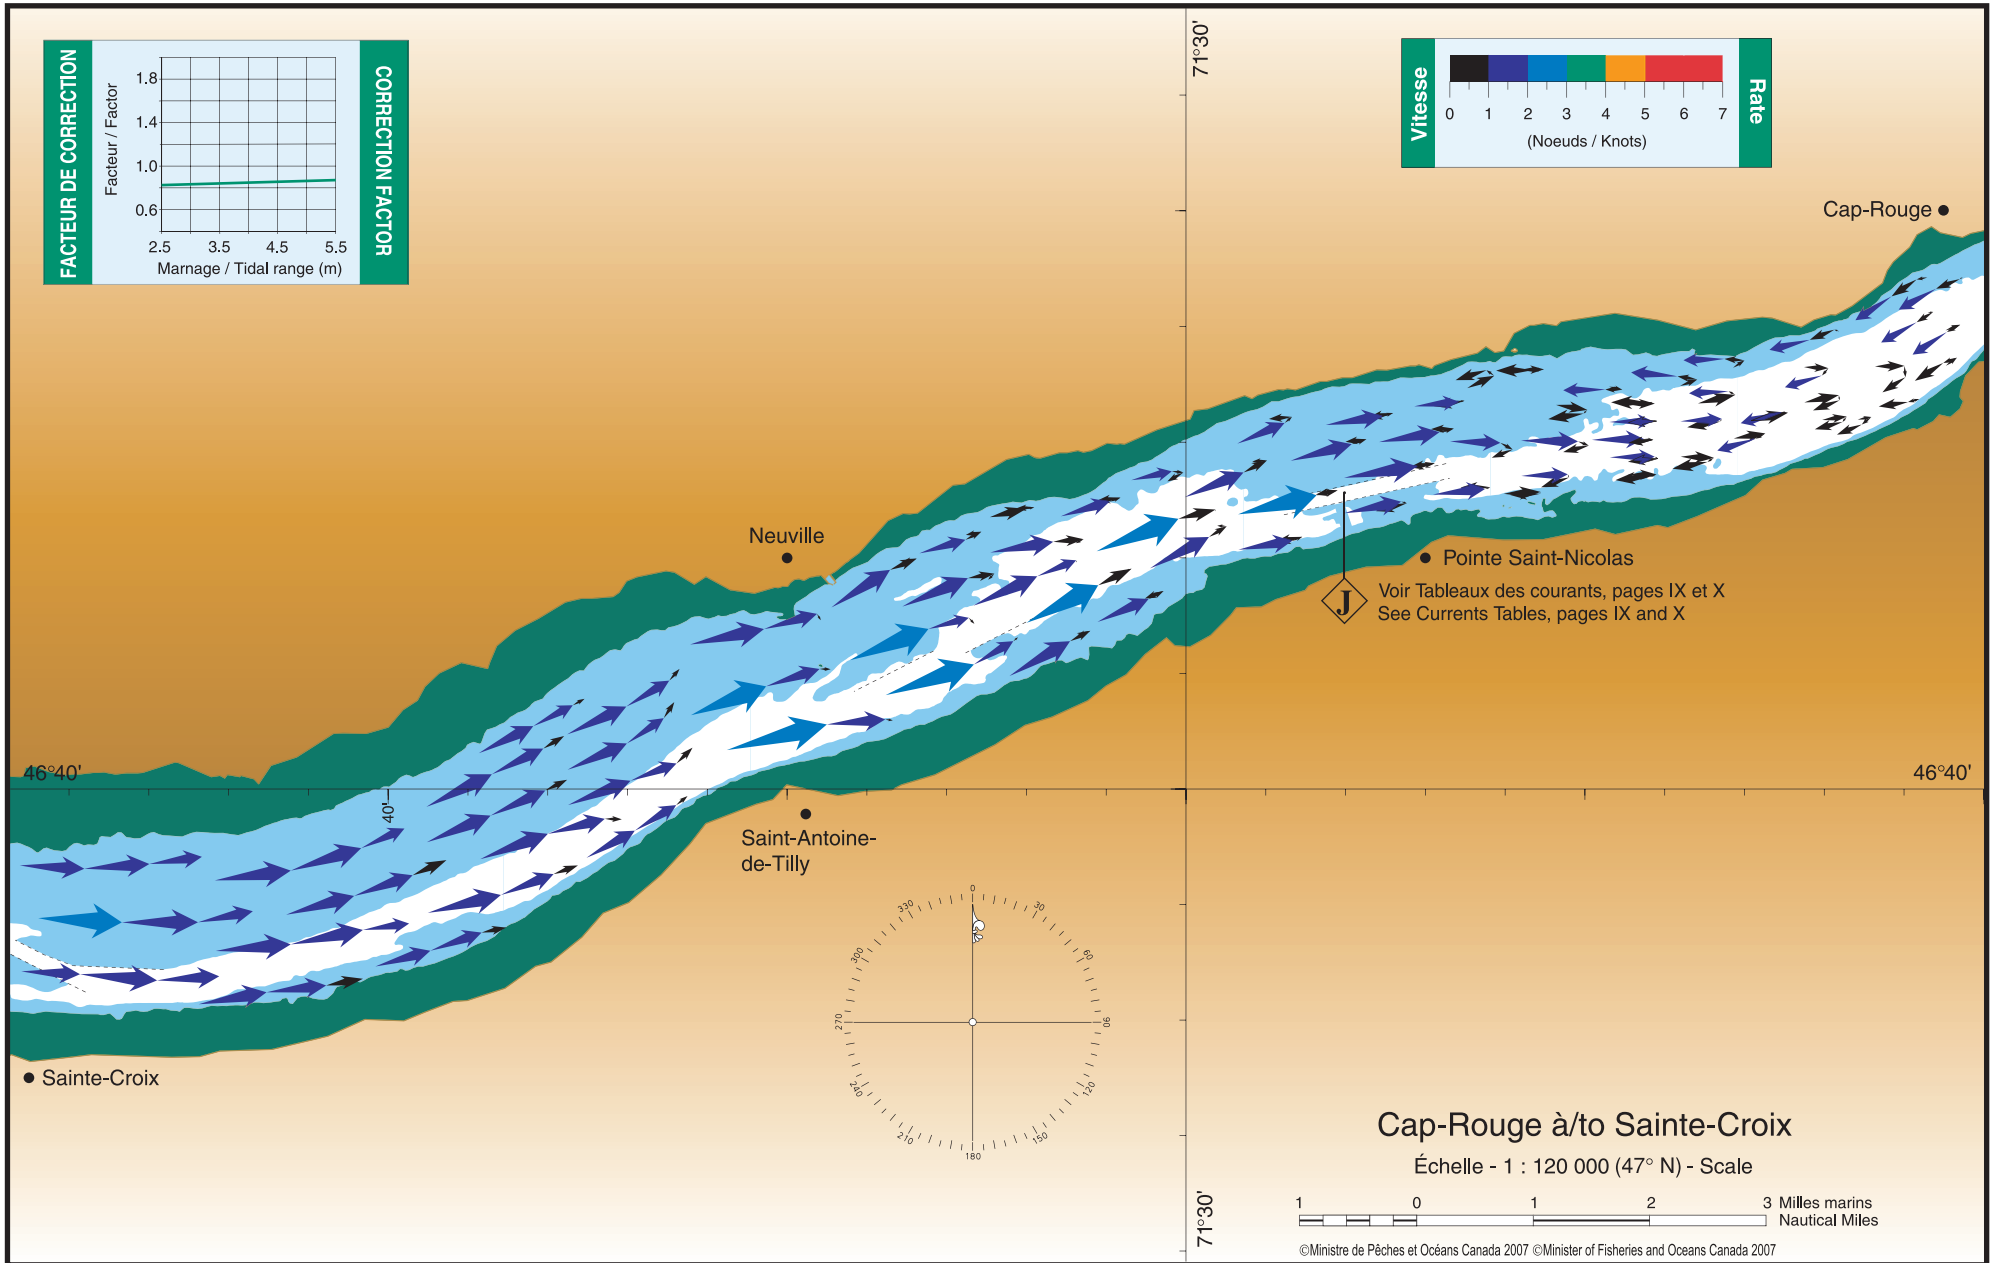 FACTEUR DE CORRECTION
CORRECTION FACTOR
Facteur / Factor
1.8
1.4
1.0
0.6
2.5 3.5 4.5 5.5
Marnage / Tidal range (m)
71°30'
Vitesse
Rate
0 1 2 3 4 5 6 7
(Noeuds / Knots)
Cap-Rouge
Neuville
Pointe Saint-Nicolas
J
Voir Tableaux des courants, pages IX et X
See Currents Tables, pages IX and X
46°40'
46°40'
40'
Saint-Antoine-
de-Tilly
Sainte-Croix
0
30
60
90
120
150
180
210
240
270
300
330
Cap-Rouge à/to Sainte-Croix
Échelle - 1 : 120 000 (47° N) - Scale
1 0 1 2 3 Milles marins
Nautical Miles
71°30'
©Ministre de Pêches et Océans Canada 2007 ©Minister of Fisheries and Oceans Canada 2007